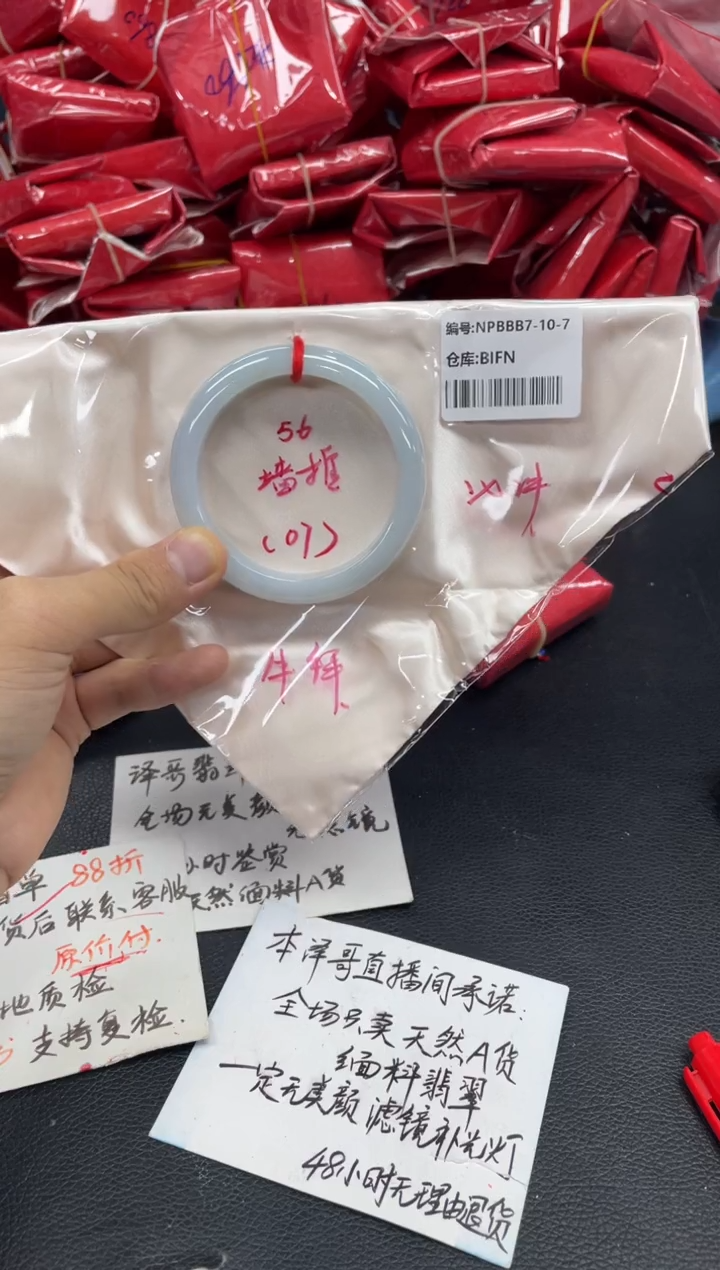 编号:NPBBB7-10-7
仓库:BIFN
56
(07)
泽哥翡
全场无美颜
镜
小时鉴赏
天然缅料A货
单 88折
货后联系客服
原价付.
地质检
支持复检.
本泽哥直播间承诺:
全场只卖天然A货
缅料翡翠
一定无美颜滤镜补光灯
48小时无理由退货